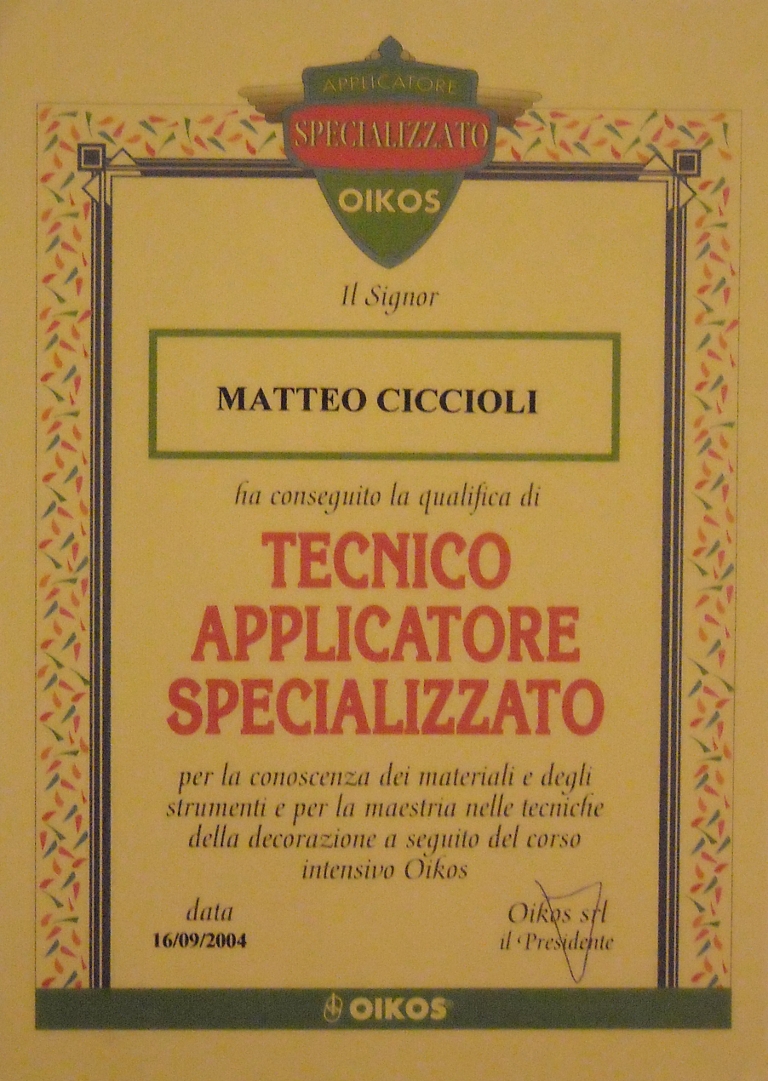 APPLICATORE
SPECIALIZZATO
OIKOS
Il Signor
MATTEO CICCIOLI
ha conseguito la qualifica di
TECNICO
APPLICATORE
SPECIALIZZATO
per la conoscenza dei materiali e degli
strumenti e per la maestria nelle tecniche
della decorazione a seguito del corso
intensivo Oikos
data
16/09/2004
Oikos srl
il Presidente
OIKOS